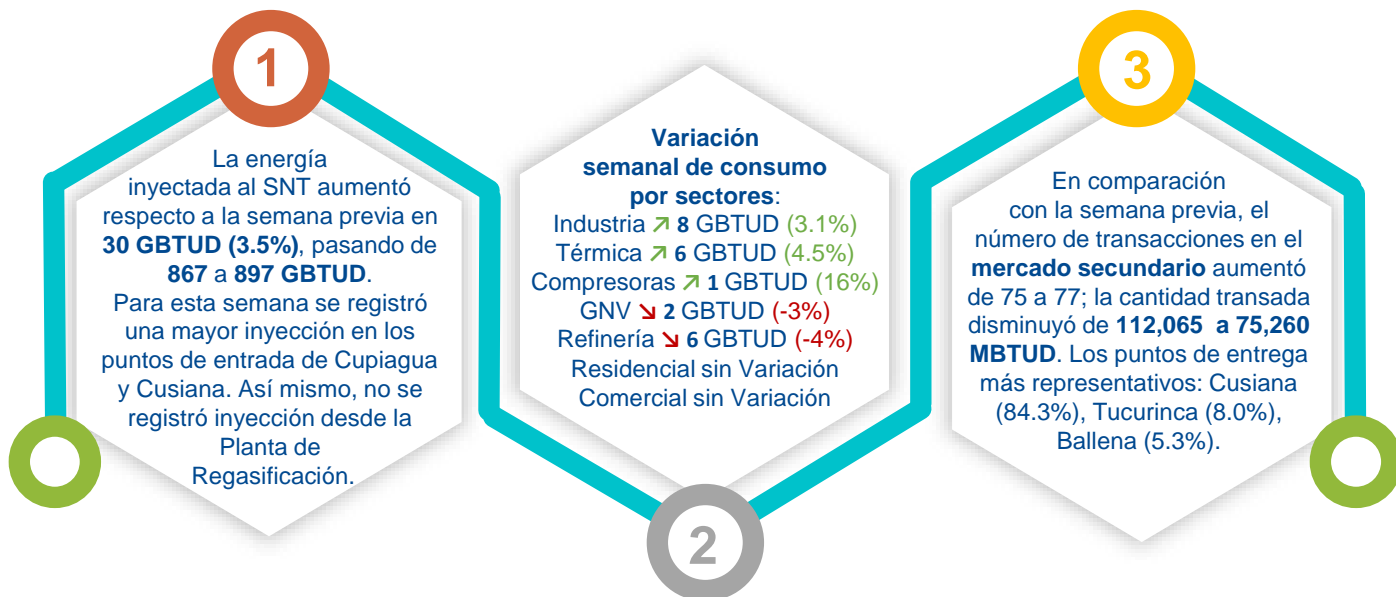 1
La energía
inyectada al SNT aumentó
respecto a la semana previa en
30 GBTUD (3.5%), pasando de
867 a 897 GBTUD.
Para esta semana se registró
una mayor inyección en los
puntos de entrada de Cupiagua
y Cusiana. Así mismo, no se
registró inyección desde la
Planta de
Regasificación.
Variación
semanal de consumo
por sectores:
Industria ↗ 8 GBTUD (3.1%)
Térmica ↗ 6 GBTUD (4.5%)
Compresoras ↗ 1 GBTUD (16%)
GNV ↘ 2 GBTUD (-3%)
Refinería ↘ 6 GBTUD (-4%)
Residencial sin Variación
Comercial sin Variación
2
3
En comparación
con la semana previa, el
número de transacciones en el
mercado secundario aumentó
de 75 a 77; la cantidad transada
disminuyó de 112,065 a 75,260
MBTUD. Los puntos de entrega
más representativos: Cusiana
(84.3%), Tucurinca (8.0%),
Ballena (5.3%).